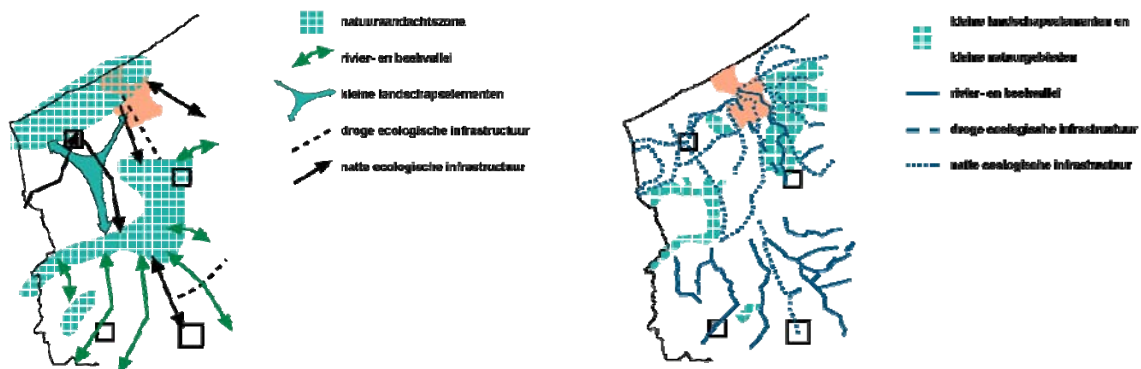 natuuraandachtszone
rivier- en beekvallei
kleine landschapselementen
droge ecologische infrastructuur
natte ecologische infrastructuur
kleine landschapselementen en
kleine natuurgebieden
rivier- en beekvallei
droge ecologische infrastructuur
natte ecologische infrastructuur